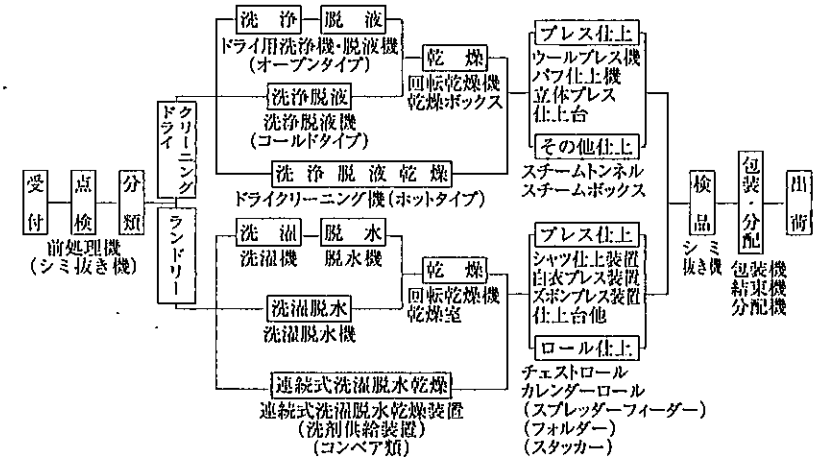 受付
点検
分類
前処理機
(シミ抜き機)
ドライクリーニング
洗浄
脱液
ドライ用洗浄機・脱液機
(オープンタイプ)
洗浄脱液
洗浄脱液機
(コールドタイプ)
乾燥
回転乾燥機
乾燥ボックス
洗浄脱液乾燥
ドライクリーニング機(ホットタイプ)
プレス仕上
ウールプレス機
パフ仕上機
立体プレス
仕上台
その他仕上
スチームトンネル
スチームボックス
ランドリー
洗濯
脱水
洗濯機
脱水機
洗濯脱水
洗濯脱水機
乾燥
回転乾燥機
乾燥室
連続式洗濯脱水乾燥
連続式洗濯脱水乾燥装置
(洗剤供給装置)
(コンベア類)
プレス仕上
シャツ仕上装置
白衣プレス装置
ズボンプレス装置
仕上台他
ロール仕上
チェストロール
カレンダーロール
(スプレッダーフィーダー)
(フォルダー)
(スタッカー)
検品
シミ
抜き機
包装・分配
包装機
結束機
分配機
出荷